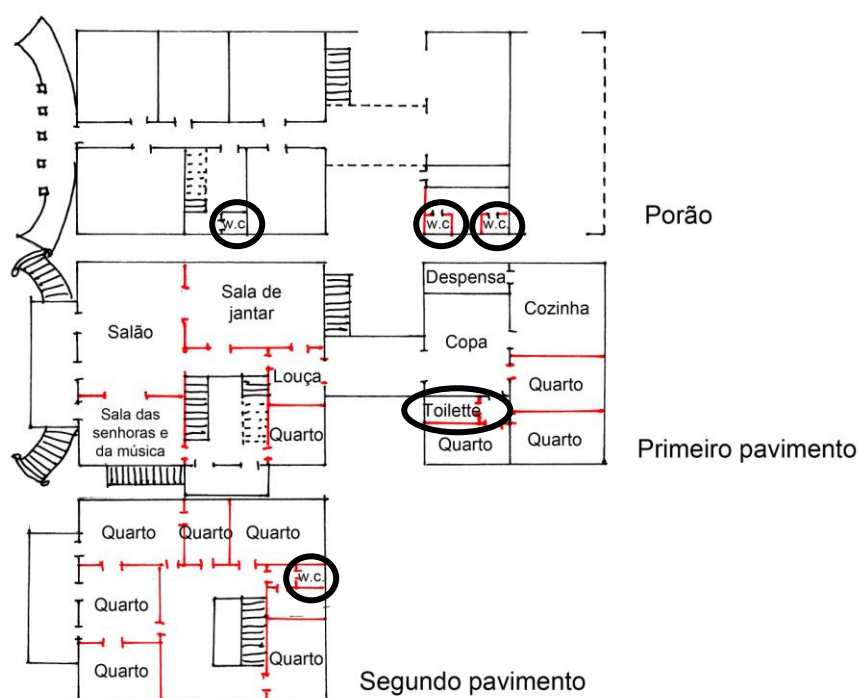 w.c
w.c
w.c.
Porão
Despensa
Sala de
jantar
Cozinha
Salão
Copa
Louça
Quarto
Toilette
Sala das
senhoras e
da música
Quarto
Quarto
Quarto
Primeiro pavimento
Quarto
Quarto
Quarto
w.c.
Quarto
Quarto
Quarto
Segundo pavimento